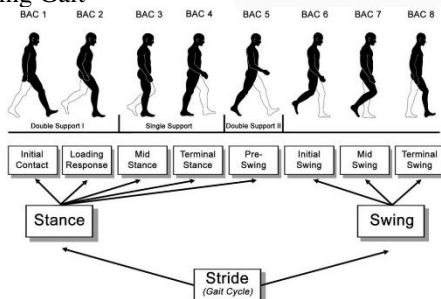 ing Gait
BAC 1 BAC 2 BAC 3 BAC 4 BAC 5 BAC 6 BAC 7 BAC 8
Double Support I Single Support Double Support II
Initial Contact
Loading Response
Mid Stance
Terminal Stance
Pre-Swing
Initial Swing
Mid Swing
Terminal Swing
Stance
Swing
Stride
(Gait Cycle)